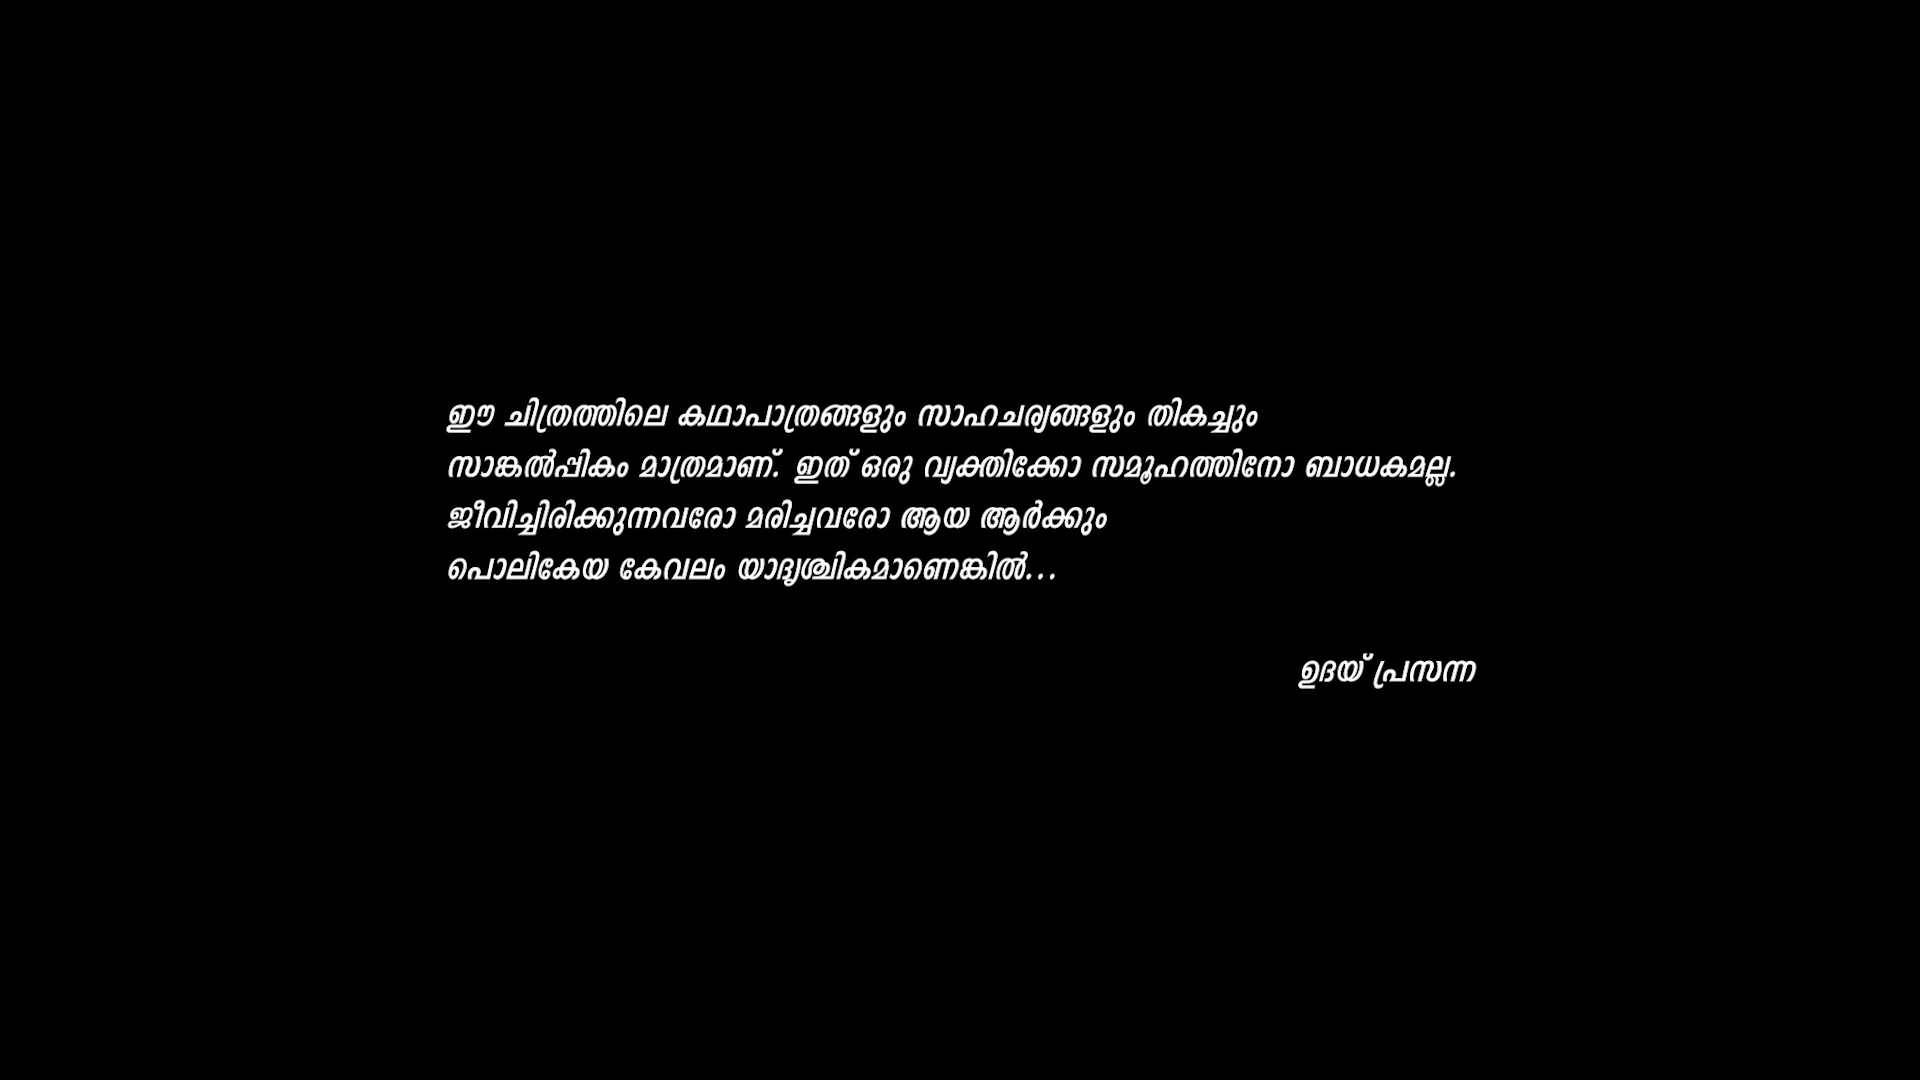 ഈ ചിത്രത്തിലെ കഥാപാത്രങ്ങളും സാഹചര്യങ്ങളും തികച്ചും
സാങ്കൽപ്പികം മാത്രമാണ്. ഇത് ഒരു വ്യക്തിക്കോ സമൂഹത്തിനോ ബാധകമല്ല.
ജീവിച്ചിരിക്കുന്നവരോ മരിച്ചവരോ ആയ ആർക്കും
പൊലികേയ കേവലം യാദൃശ്ചികമാണെങ്കിൽ...
ഉദയ് പ്രസന്ന